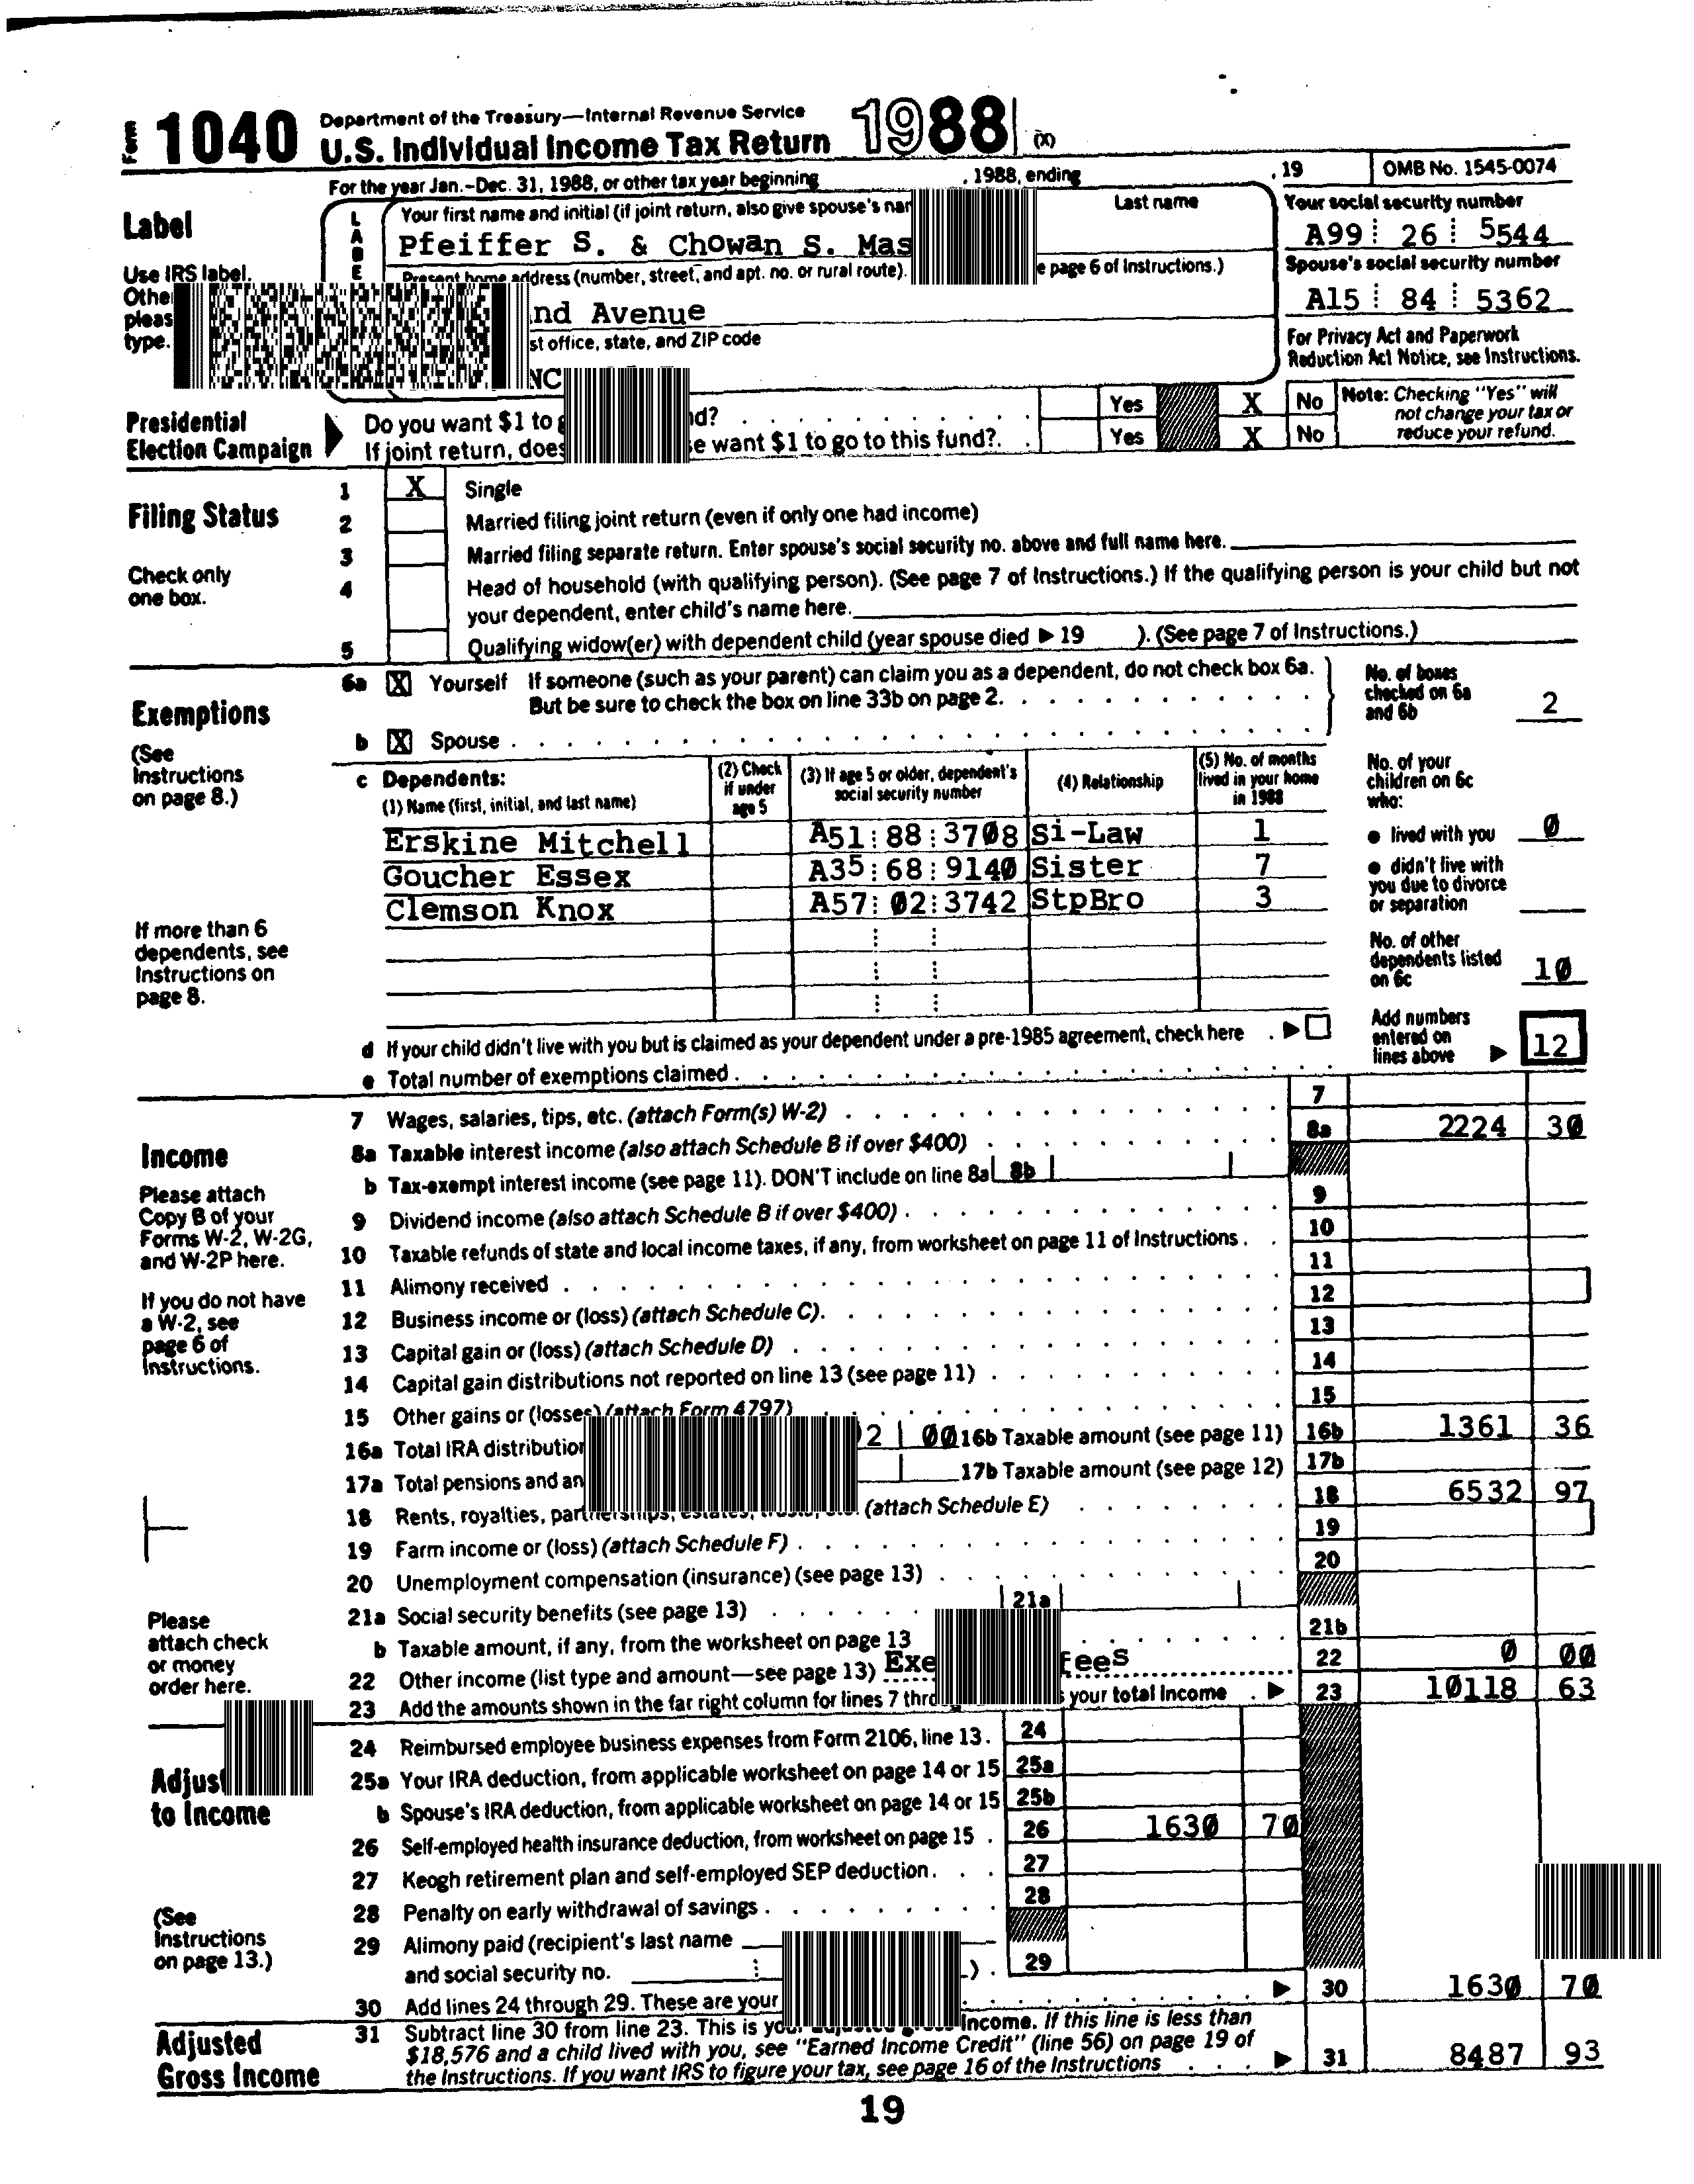 Form 1040 Department of the Treasury—Internal Revenue Service
U.S. Individual Income Tax Return 1988 (X)
For the year Jan.-Dec. 31, 1988, or other tax year beginning , 1988, ending , 19 OMB No. 1545-0074
Label
Use IRS label.
pleas
type.
L
A
B
E
Your first name and initial (if joint return, also give spouse's Last name
Pfeiffer S. & Chowan S. Mas
Present home address (number, street, and apt. no. or rural route). page 6 of Instructions.)
nd Avenue
st office, state, and ZIP code
NC
Your social security number
A99 26 5544
Spouse's social security number
A15 84 5362
For Privacy Act and Paperwork
Reduction Act Notice, see Instructions.
Presidential
Election Campaign
Do you want $1 to d? Yes X No
If joint return, does e want $1 to go to this fund? Yes X No
Note: Checking "Yes" will
not change your tax or
reduce your refund.
Filing Status
Check only
one box.
1 X Single
2 Married filing joint return (even if only one had income)
3 Married filing separate return. Enter spouse's social security no. above and full name here.
4 Head of household (with qualifying person). (See page 7 of Instructions.) If the qualifying person is your child but not
your dependent, enter child's name here.
5 Qualifying widow(er) with dependent child (year spouse died ▶ 19 ). (See page 7 of Instructions.)
Exemptions
(See
Instructions
on page 8.)
6a X Yourself If someone (such as your parent) can claim you as a dependent, do not check box 6a.
But be sure to check the box on line 33b on page 2.
b X Spouse
No. of boxes
checked on 6a
and 6b 2
c Dependents:
(1) Name (first, initial, and last name)
(2) Check
if under
age 5
(3) If age 5 or older, dependent's
social security number
(4) Relationship
(5) No. of months
lived in your home
in 1988
Erskine Mitchell A51 88 3708 Si-Law 1
Goucher Essex A35 68 9140 Sister 7
Clemson Knox A57 02 3742 StpBro 3
No. of your
children on 6c
who:
● lived with you 0
● didn't live with
you due to divorce
or separation
No. of other
dependents listed
on 6c 10
If more than 6
dependents, see
Instructions on
page 8.
d If your child didn't live with you but is claimed as your dependent under a pre-1985 agreement, check here ▶
e Total number of exemptions claimed
Add numbers
entered on
lines above ▶ 12
Income
Please attach
Copy B of your
Forms W-2, W-2G,
and W-2P here.
If you do not have
a W-2, see
page 6 of
Instructions.
Please
attach check
or money
order here.
7 Wages, salaries, tips, etc. (attach Form(s) W-2) 7
8a Taxable interest income (also attach Schedule B if over $400) 8a 2224 30
b Tax-exempt interest income (see page 11). DON'T include on line 8a 8b
9 Dividend income (also attach Schedule B if over $400) 9
10 Taxable refunds of state and local income taxes, if any, from worksheet on page 11 of Instructions 10
11 Alimony received 11
12 Business income or (loss) (attach Schedule C) 12
13 Capital gain or (loss) (attach Schedule D) 13
14 Capital gain distributions not reported on line 13 (see page 11) 14
15 Other gains or (losses) (attach Form 4797) 15
16a Total IRA distribution 2 00 16b Taxable amount (see page 11) 16b 1361 36
17a Total pensions and an 17b Taxable amount (see page 12) 17b
18 Rents, royalties, partnerships, estates, trusts, etc. (attach Schedule E) 18 6532 97
19 Farm income or (loss) (attach Schedule F) 19
20 Unemployment compensation (insurance) (see page 13) 20
21a Social security benefits (see page 13) 21a
b Taxable amount, if any, from the worksheet on page 13 21b
22 Other income (list type and amount—see page 13) Exe Fees 22 0 00
23 Add the amounts shown in the far right column for lines 7 your total income ▶ 23 10118 63
Adjust
to Income
(See
Instructions
on page 13.)
24 Reimbursed employee business expenses from Form 2106, line 13. 24
25a Your IRA deduction, from applicable worksheet on page 14 or 15 25a
b Spouse's IRA deduction, from applicable worksheet on page 14 or 15 25b
26 Self-employed health insurance deduction, from worksheet on page 15 26 1630 70
27 Keogh retirement plan and self-employed SEP deduction 27
28 Penalty on early withdrawal of savings 28
29 Alimony paid (recipient's last name
and social security no. ) 29
30 Add lines 24 through 29. These are your ▶ 30 1630 70
Adjusted
Gross Income
31 Subtract line 30 from line 23. This is your adjusted gross income. If this line is less than
$18,576 and a child lived with you, see "Earned Income Credit" (line 56) on page 19 of
the Instructions. If you want IRS to figure your tax, see page 16 of the Instructions ▶ 31 8487 93
19